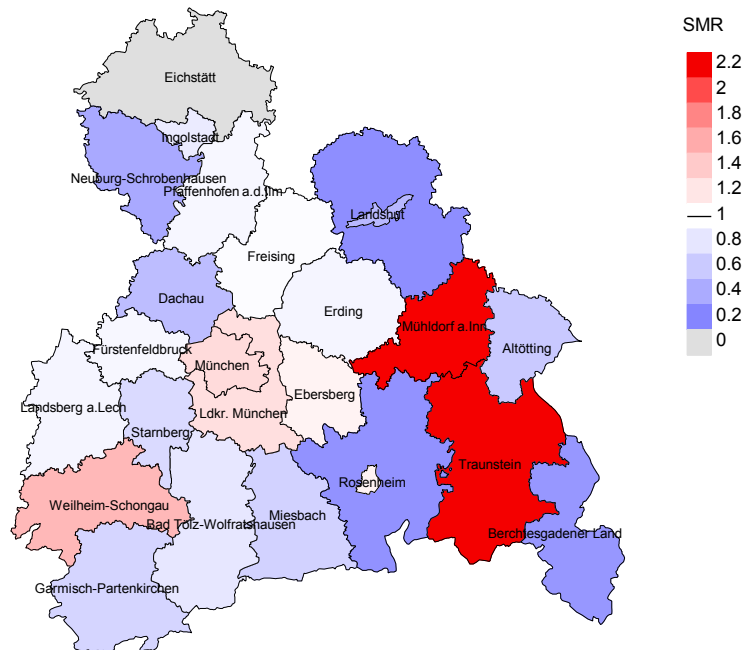 SMR
2.2
2
1.8
1.6
1.4
1.2
1
0.8
0.6
0.4
0.2
0
Eichstätt
Ingolstadt
Neuburg-Schrobenhausen
Pfaffenhofen a.d.Ilm
Landshut
Freising
Dachau
Erding
Mühldorf a.Inn
Altötting
Fürstenfeldbruck
München
Ebersberg
Landsberg a.Lech
Ldkr. München
Starnberg
Traunstein
Rosenheim
Weilheim-Schongau
Miesbach
Bad Tölz-Wolfratshausen
Berchtesgadener Land
Garmisch-Partenkirchen